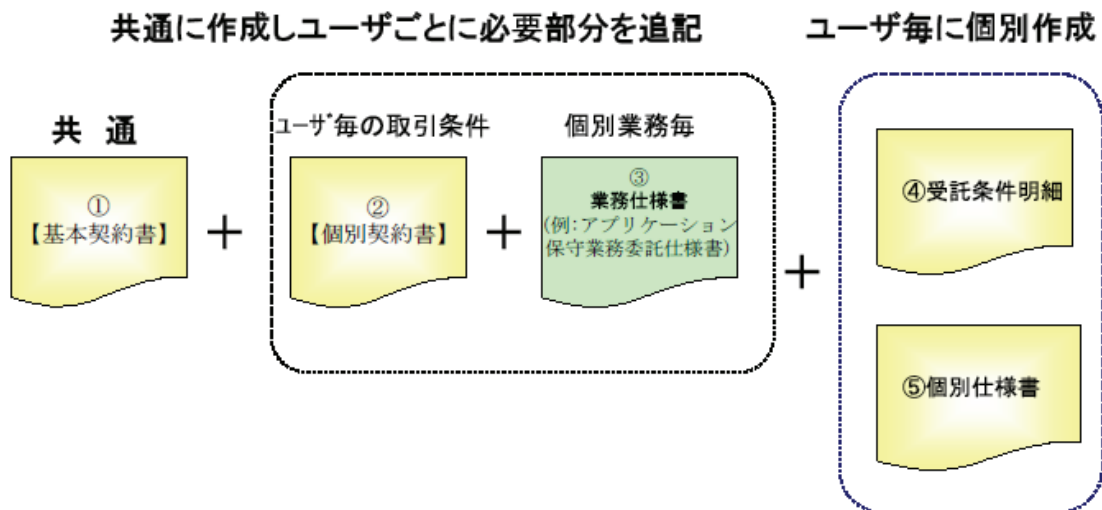 共通に作成しユーザごとに必要部分を追記
ユーザ毎に個別作成
共 通
ﾕｰｻﾞ毎の取引条件
個別業務毎
①
【基本契約書】
＋
②
【個別契約書】
＋
③
業務仕様書
(例：アプリケーション
保守業務委託仕様書)
＋
④受託条件明細
⑤個別仕様書